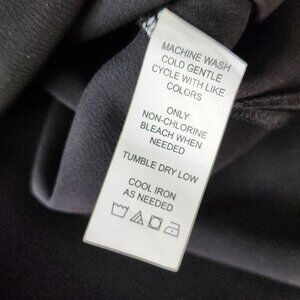 MACHINE WASH
COLD GENTLE
CYCLE WITH LIKE
COLORS
ONLY
NON-CHLORINE
BLEACH WHEN
NEEDED
TUMBLE DRY LOW
COOL IRON
AS NEEDED